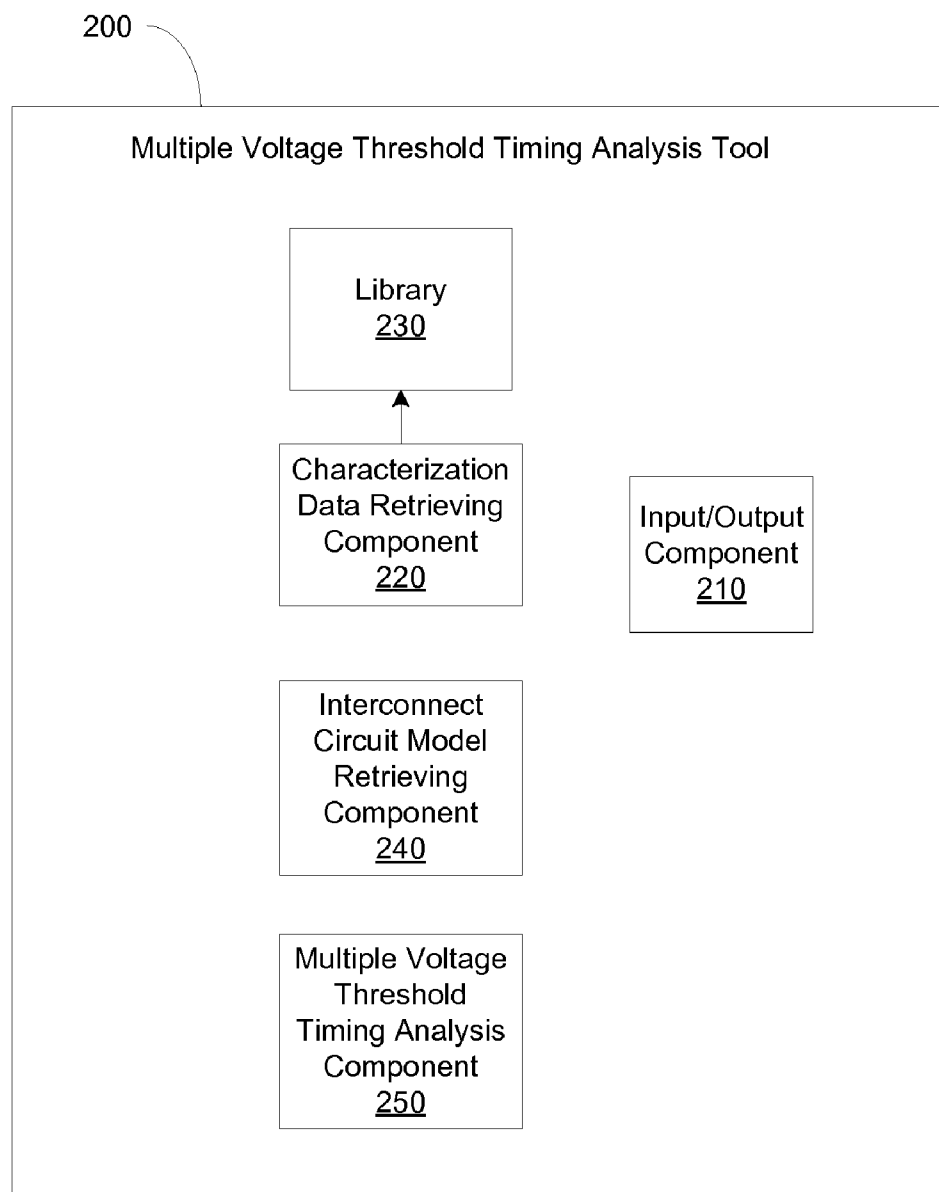 200
Multiple Voltage Threshold Timing Analysis Tool
Library
230
Characterization
Data Retrieving
Component
220
Input/Output
Component
210
Interconnect
Circuit Model
Retrieving
Component
240
Multiple Voltage
Threshold
Timing Analysis
Component
250